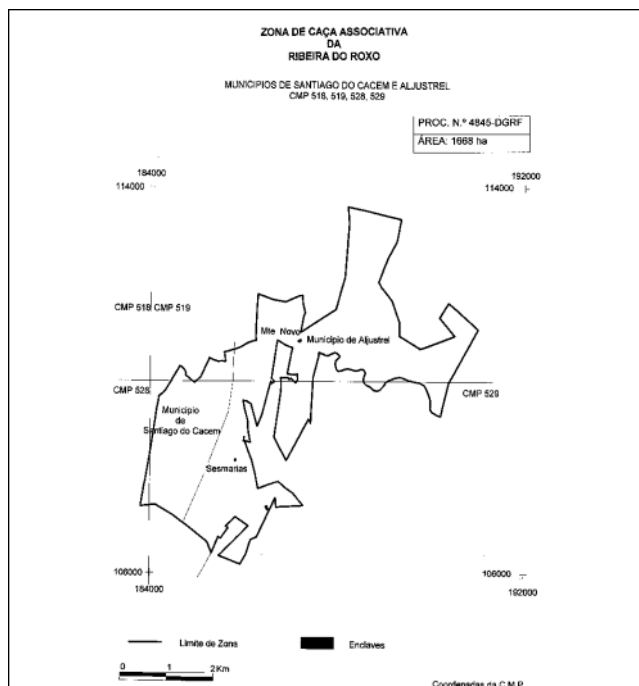 ZONA DE CAÇA ASSOCIATIVA
DA
RIBEIRA DO ROXO
MUNICIPIOS DE SANTIAGO DO CACEM E ALJUSTREL
CMP 518, 519, 528, 529
PROC. N.º 4845-DGRF
ÁREA: 1668 ha
184000
114000
192000
114000
CMP 518
CMP 519
Mte Novo
Municipio de Aljustrel
CMP 528
CMP 529
Municipio
de
Santiago do Cacem
Sesmarias
106000
184000
106000
192000
Limite de Zona
Enclaves
0 1 2 Km
Coordenadas da C.M.P.